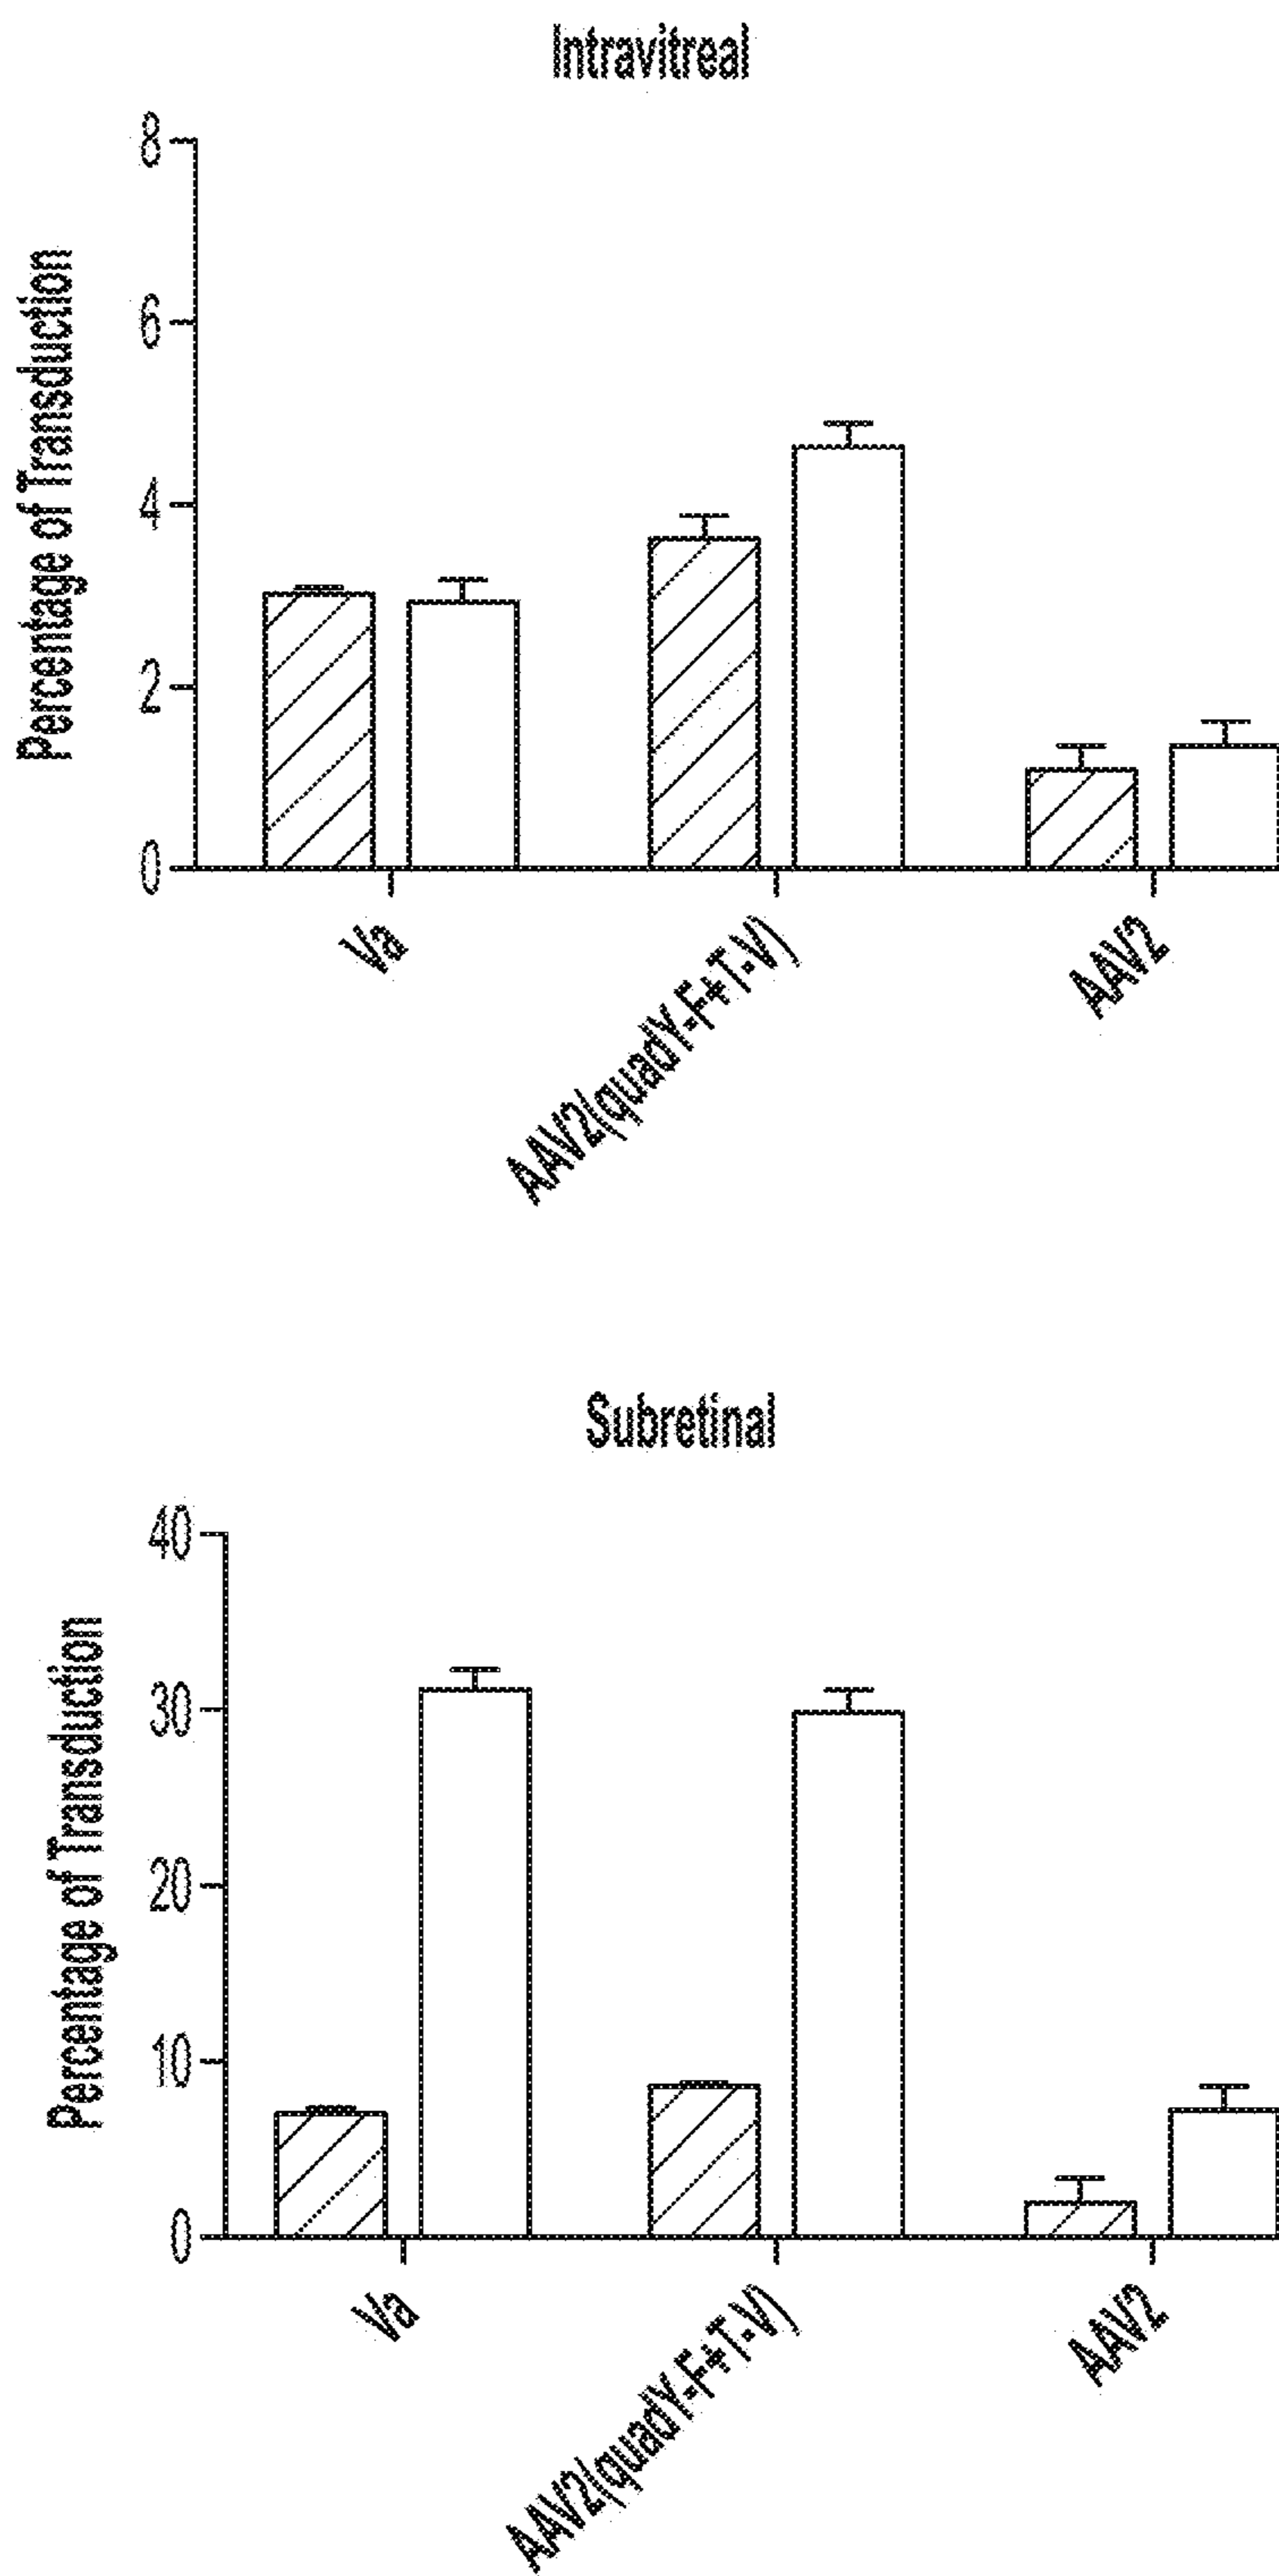 Intravitreal
Percentage of Transduction
8
6
4
2
0
Va
AAV2(quadY-F+T-V)
AAV2
Subretinal
Percentage of Transduction
40
30
20
10
0
Va
AAV2(quadY-F+T-V)
AAV2